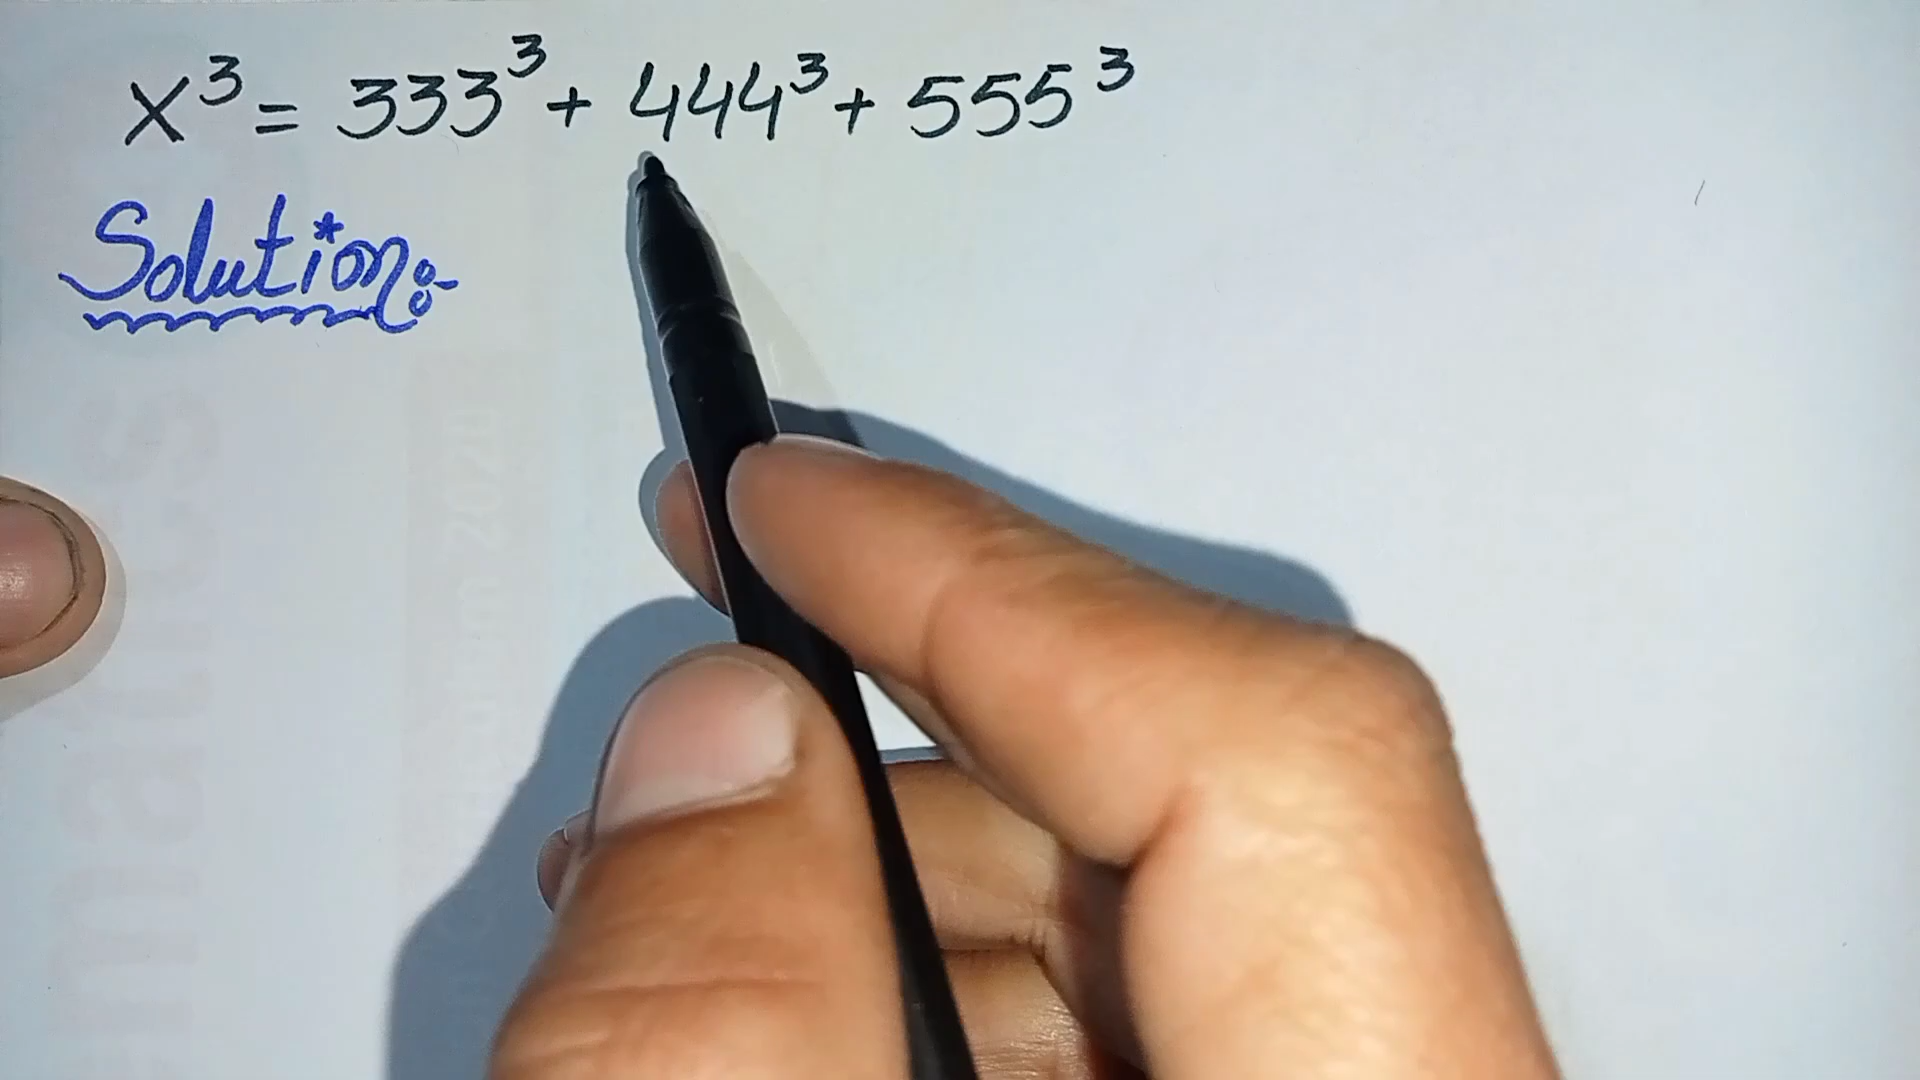 x³ = 333³ + 444³ + 555³
Solution:-